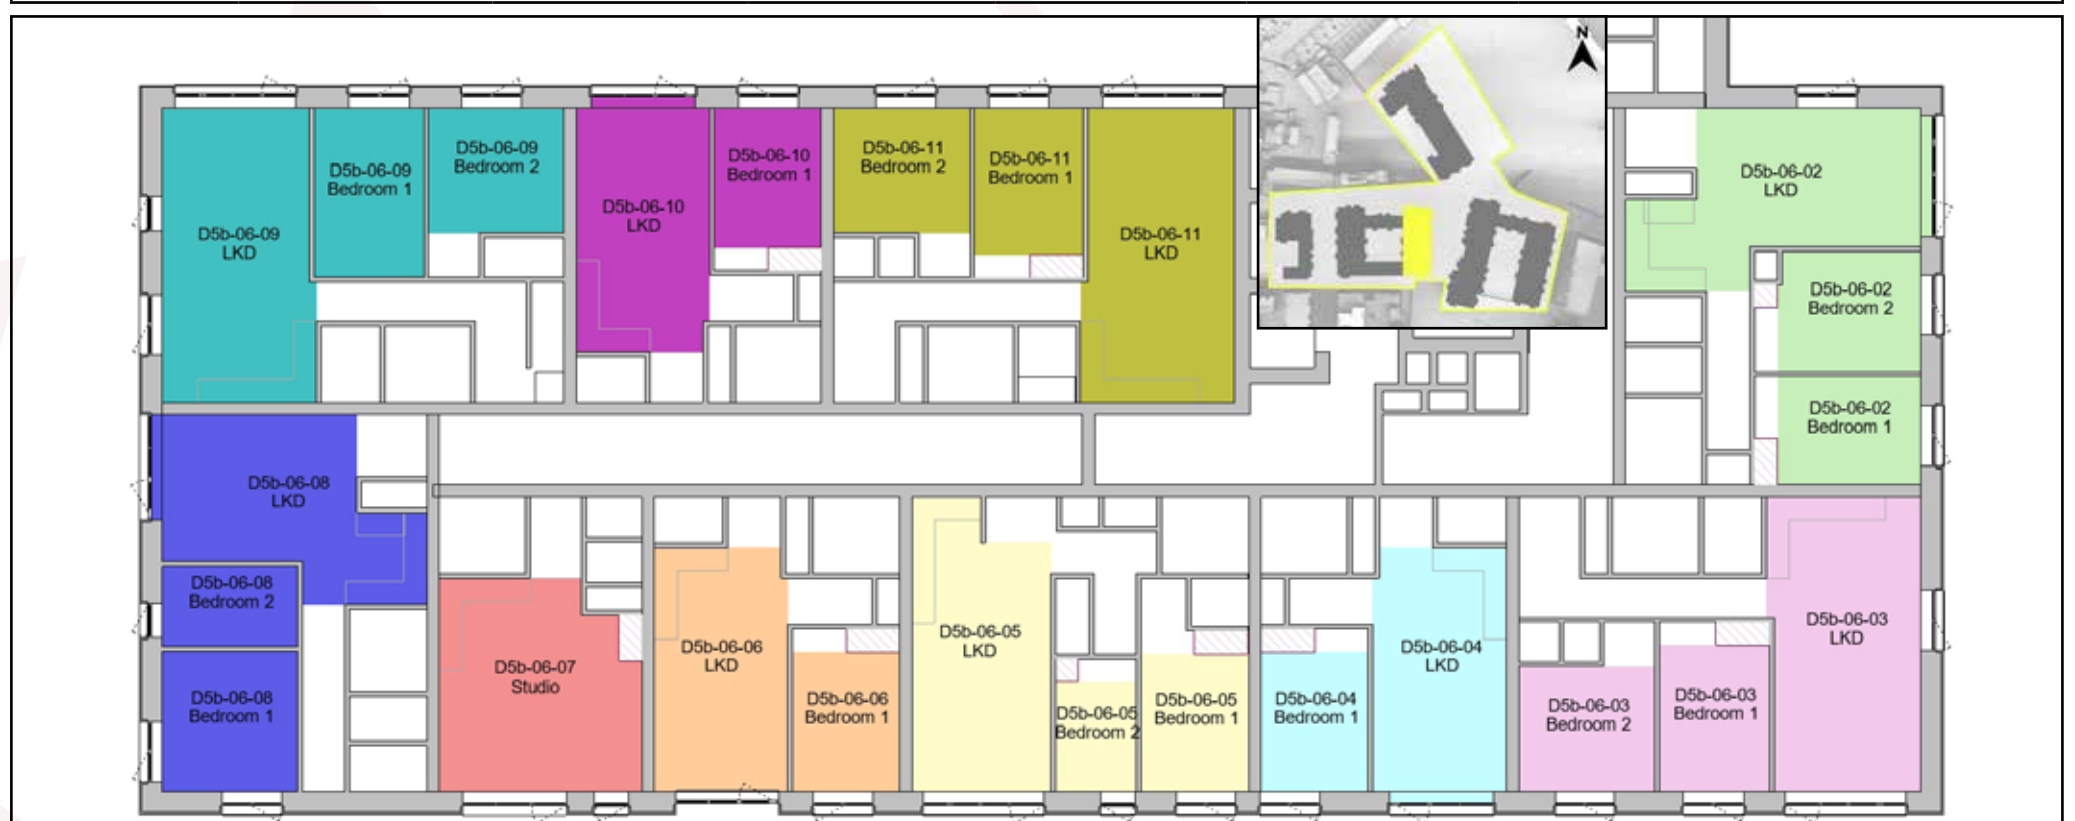 N
D5b-06-09
Bedroom 1
D5b-06-09
Bedroom 2
D5b-06-09
LKD
D5b-06-10
LKD
D5b-06-10
Bedroom 1
D5b-06-11
Bedroom 2
D5b-06-11
Bedroom 1
D5b-06-11
LKD
D5b-06-02
LKD
D5b-06-02
Bedroom 2
D5b-06-02
Bedroom 1
D5b-06-08
LKD
D5b-06-08
Bedroom 2
D5b-06-08
Bedroom 1
D5b-06-07
Studio
D5b-06-06
LKD
D5b-06-06
Bedroom 1
D5b-06-05
LKD
D5b-06-05
Bedroom 2
D5b-06-05
Bedroom 1
D5b-06-04
Bedroom 1
D5b-06-04
LKD
D5b-06-03
Bedroom 2
D5b-06-03
Bedroom 1
D5b-06-03
LKD